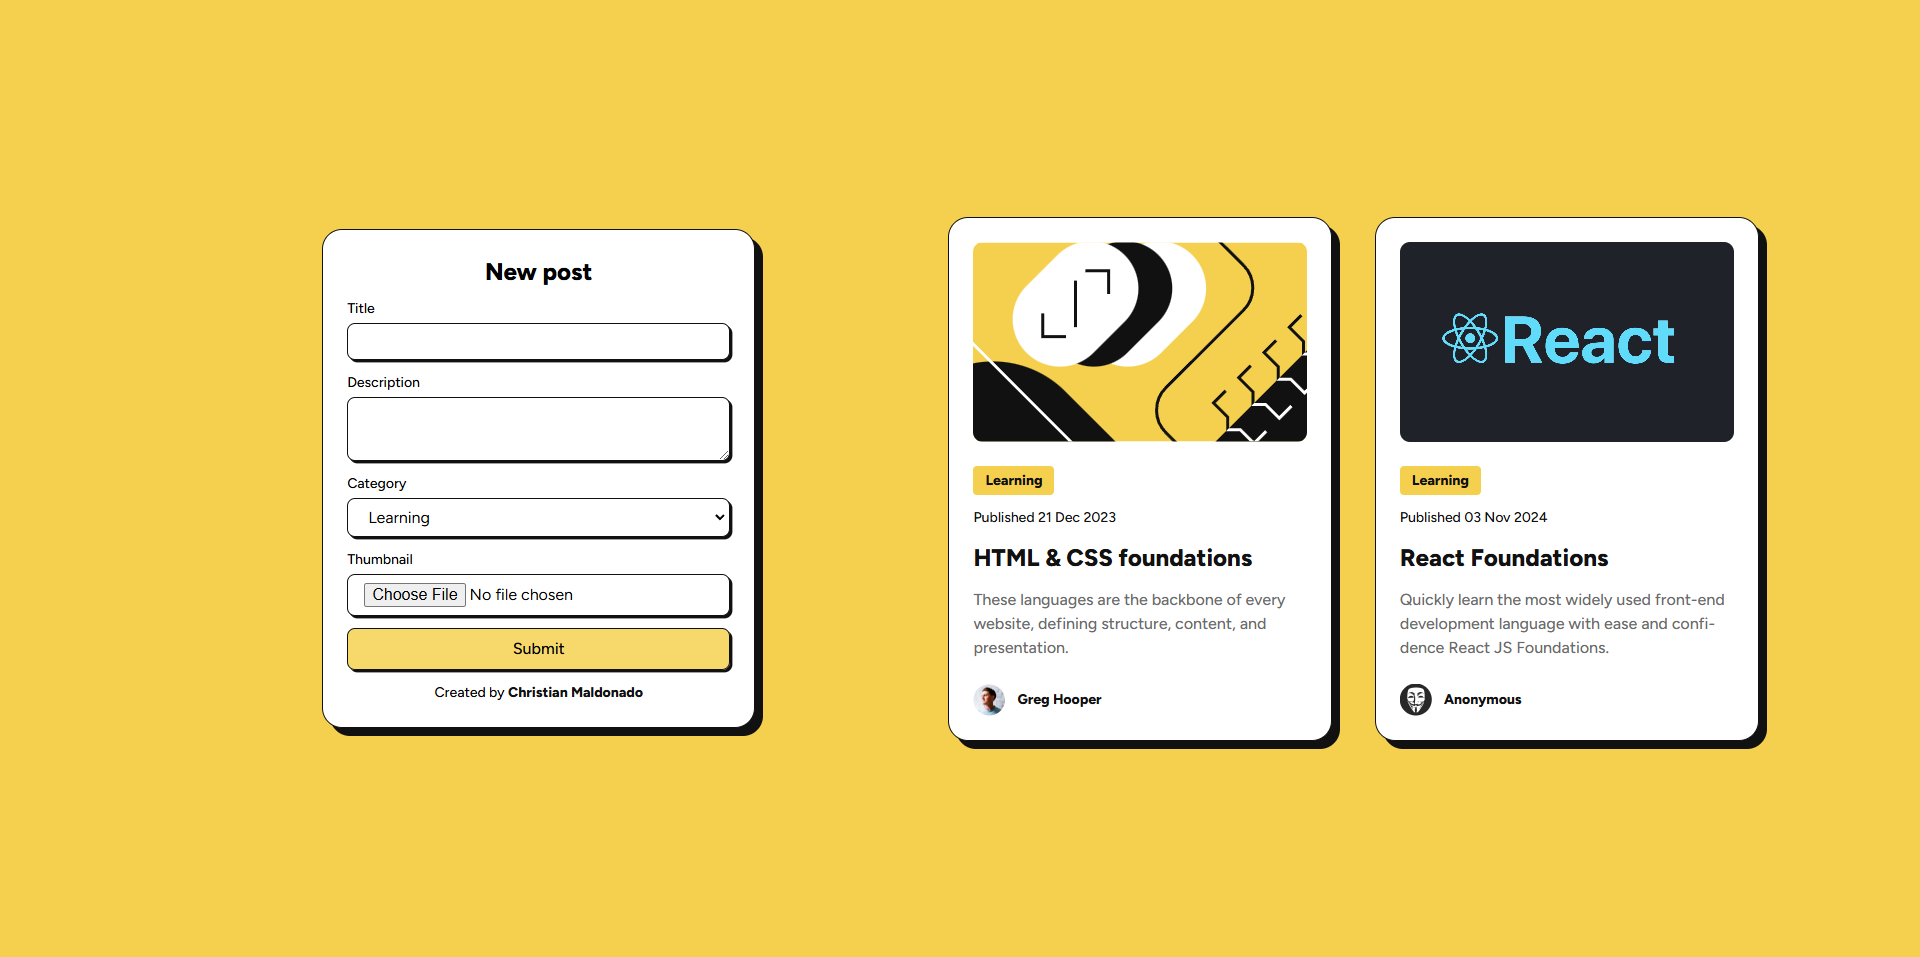 New post
Title
Description
Category
Learning
Thumbnail
Choose File No file chosen
Submit
Created by Christian Maldonado
Learning
Published 21 Dec 2023
HTML & CSS foundations
These languages are the backbone of every
website, defining structure, content, and
presentation.
Greg Hooper
React
Learning
Published 03 Nov 2024
React Foundations
Quickly learn the most widely used front-end
development language with ease and confi-
dence React JS Foundations.
Anonymous